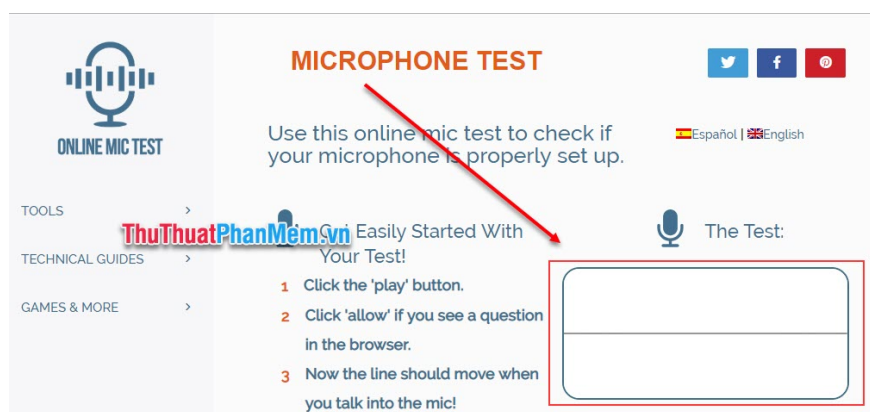 MICROPHONE TEST
f
ONLINE MIC TEST
Use this online mic test to check if
your microphone is properly set up.
Español | English
TOOLS
TECHNICAL GUIDES
GAMES & MORE
ThuThuatPhanMem.vn
Easily Started With
Your Test!
1 Click the 'play' button.
2 Click 'allow' if you see a question
in the browser.
3 Now the line should move when
you talk into the mic!
The Test: